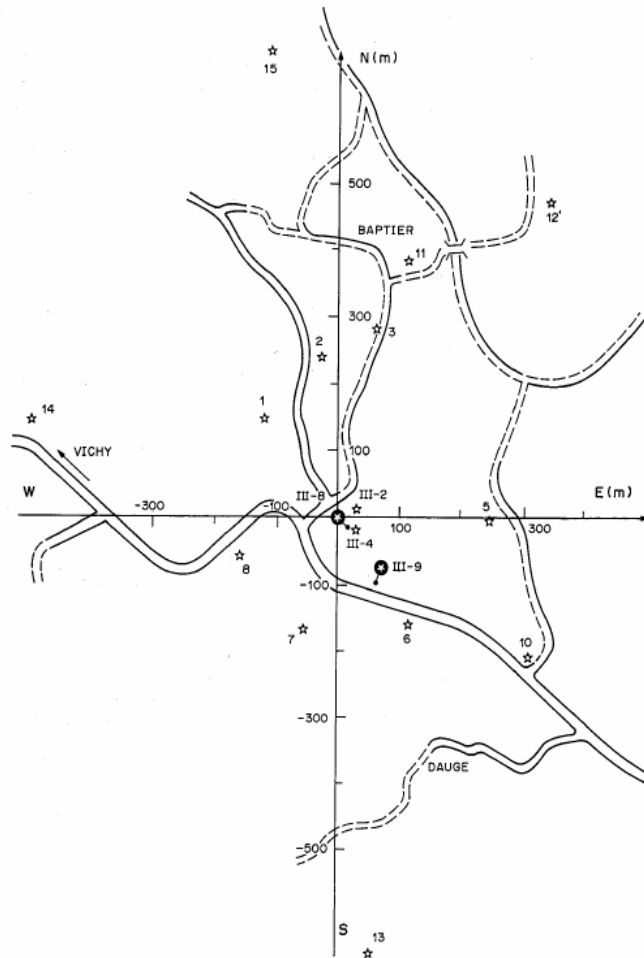 N(m)
15
500
12'
BAPTIER
11
300
3
2
1
14
100
VICHY
III-8
III-2
W
E(m)
-300
-100
100
5
300
III-4
8
-100
III-9
7
6
10
-300
DAUGE
-500
S
13